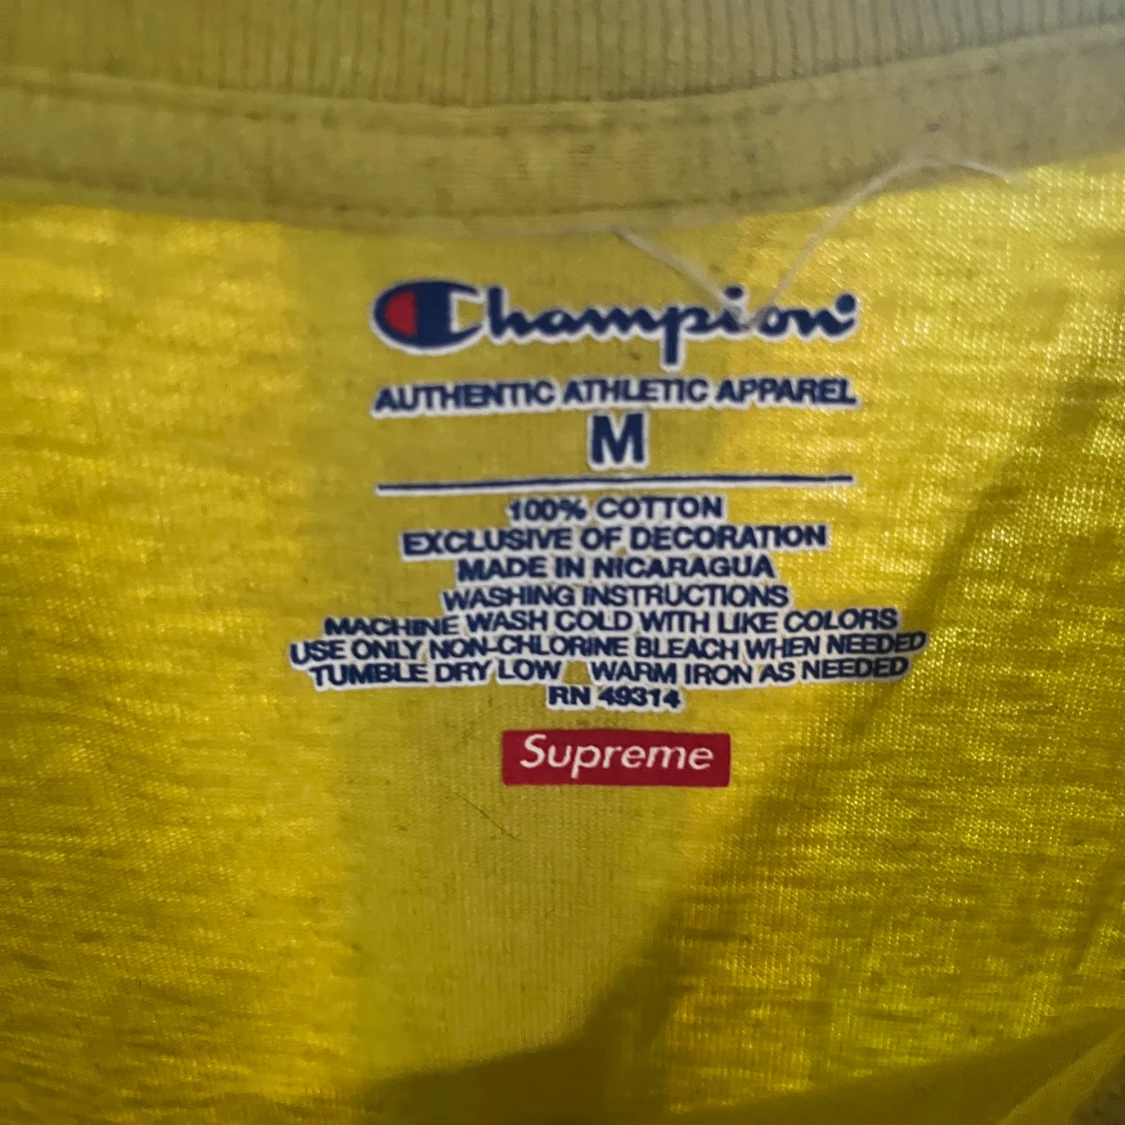 Champion
AUTHENTIC ATHLETIC APPAREL
M
100% COTTON
EXCLUSIVE OF DECORATION
MADE IN NICARAGUA
WASHING INSTRUCTIONS
MACHINE WASH COLD WITH LIKE COLORS
USE ONLY NON-CHLORINE BLEACH WHEN NEEDED
TUMBLE DRY LOW WARM IRON AS NEEDED
RN 49314
Supreme